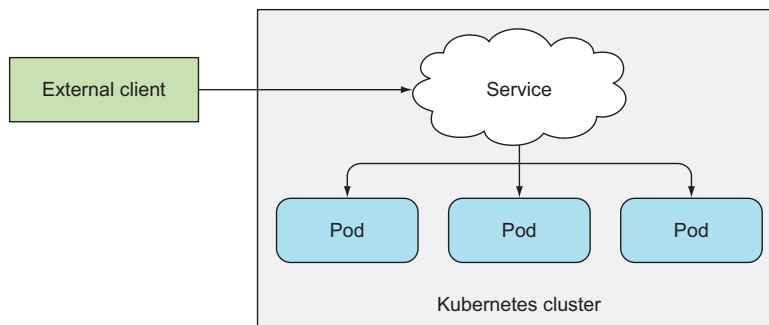 External client
Service
Pod
Pod
Pod
Kubernetes cluster